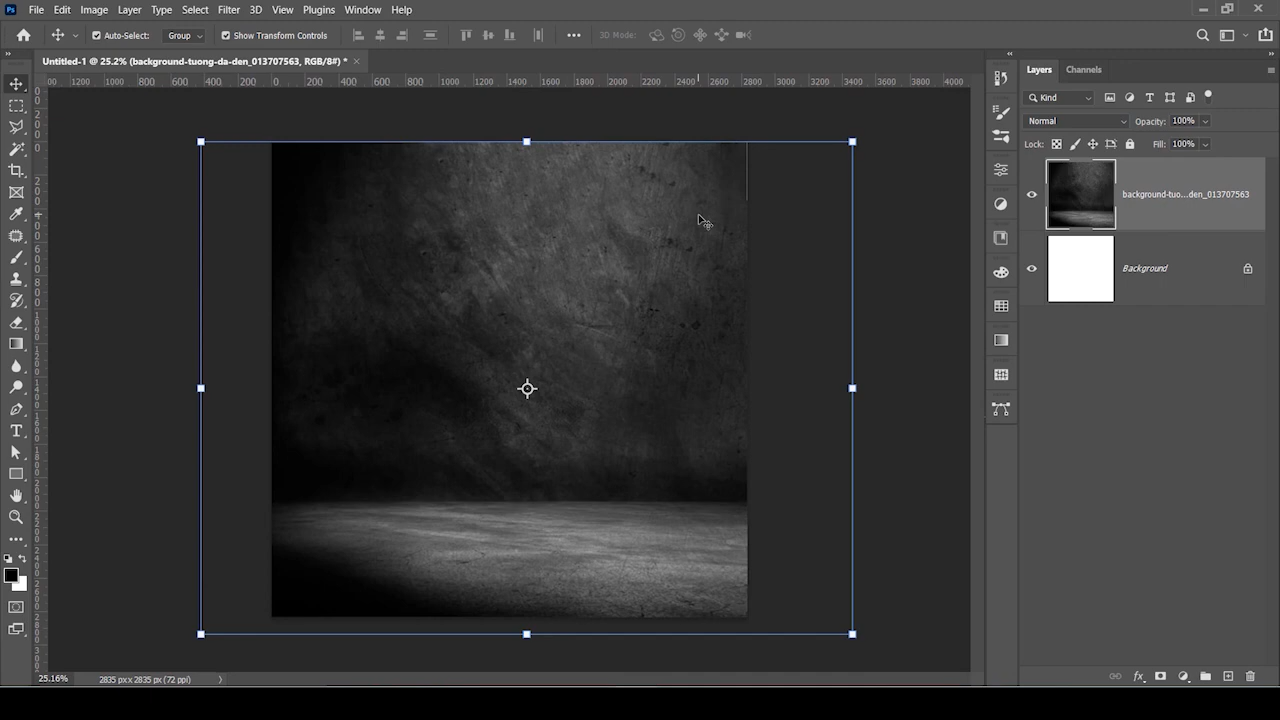 Ps File Edit Image Layer Type Select Filter 3D View Plugins Window Help
Auto-Select: Group Show Transform Controls 3D Mode:
Untitled-1 @ 25.2% (background-tuong-da-den_013707563, RGB/8#) *
1200 1000 800 600 400 200 0 200 400 600 800 1000 1200 1400 1600 1800 2000 2200 2400 2600 2800 3000 3200 3400 3600 3800 4000
Layers Channels
Kind
Normal Opacity: 100%
Lock: Fill: 100%
background-tuo...den_013707563
Background
25.16% 2835 px x 2835 px (72 ppi)